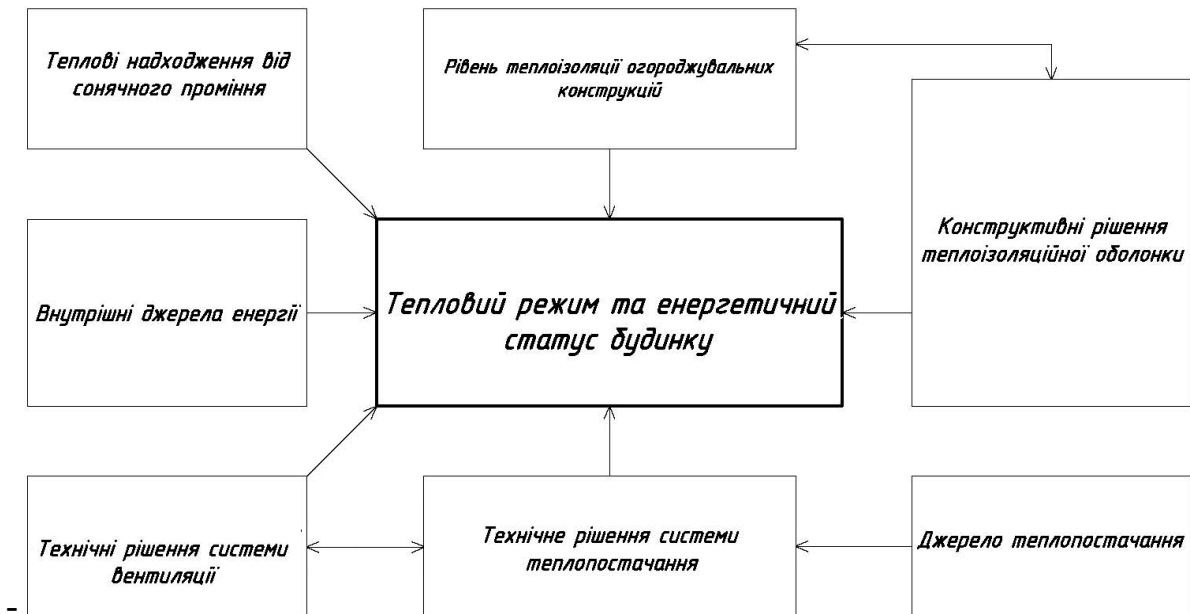 Теплові надходження від
сонячного проміння
Рівень теплоізоляції огороджувальних
конструкцій
Конструктивні рішення
теплоізоляційної оболонки
Внутрішні джерела енергії
Тепловий режим та енергетичний
статус будинку
Технічні рішення системи
вентиляції
Технічне рішення системи
теплопостачання
Джерело теплопостачання
-